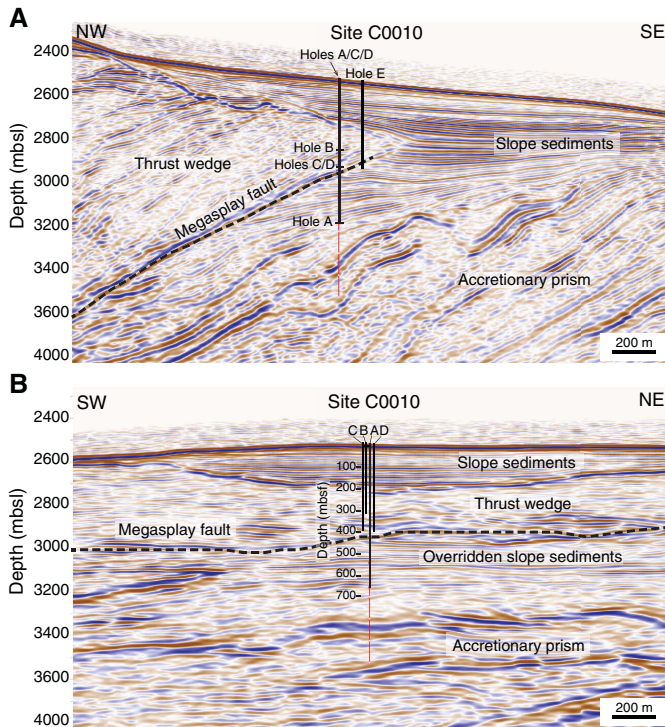 A
NW
Site C0010
SE
Holes A/C/D
Hole E
2400
2600
2800
3000
3200
3400
3600
3800
4000
Depth (mbsl)
Hole B
Holes C/D
Hole A
Thrust wedge
Megasplay fault
Slope sediments
Accretionary prism
200 m
B
SW
Site C0010
NE
C B A D
2400
2600
2800
3000
3200
3400
3600
3800
4000
Depth (mbsl)
100
200
300
400
500
600
700
Depth (mbsf)
Slope sediments
Thrust wedge
Megasplay fault
Overridden slope sediments
Accretionary prism
200 m